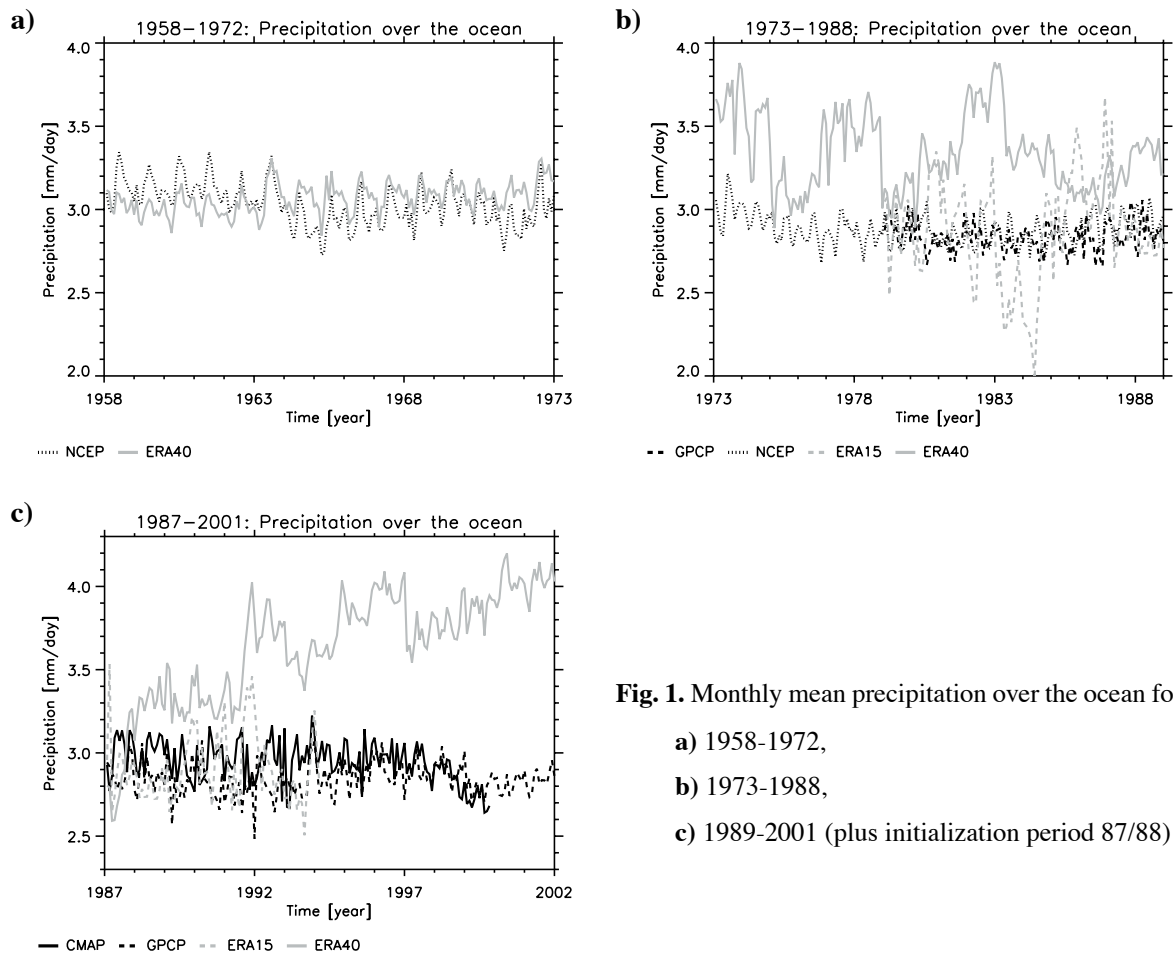 a)
1958−1972: Precipitation over the ocean
4.0
3.5
3.0
2.5
2.0
Precipitation [mm/day]
1958 1963 1968 1973
Time [year]
NCEP ERA40
b)
1973−1988: Precipitation over the ocean
4.0
3.5
3.0
2.5
2.0
Precipitation [mm/day]
1973 1978 1983 1988
Time [year]
GPCP NCEP ERA15 ERA40
c)
1987−2001: Precipitation over the ocean
4.0
3.5
3.0
2.5
Precipitation [mm/day]
1987 1992 1997 2002
Time [year]
CMAP GPCP ERA15 ERA40
Fig. 1. Monthly mean precipitation over the ocean fo
a) 1958-1972,
b) 1973-1988,
c) 1989-2001 (plus initialization period 87/88)